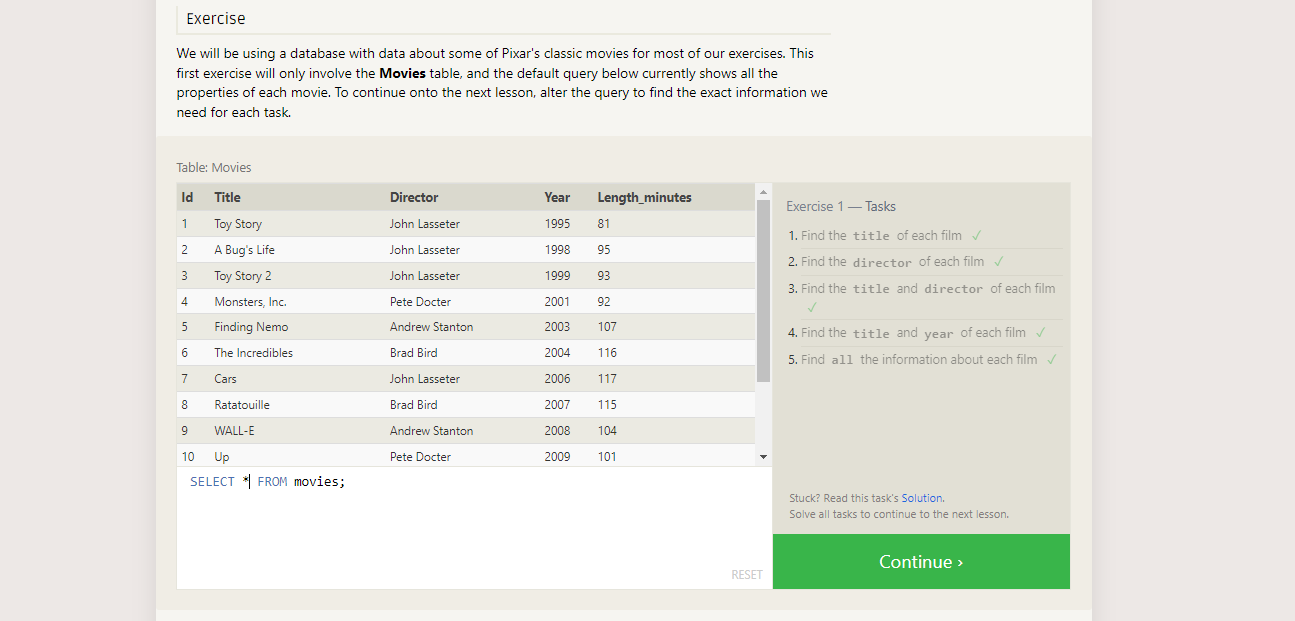 Exercise
We will be using a database with data about some of Pixar's classic movies for most of our exercises. This
first exercise will only involve the Movies table, and the default query below currently shows all the
properties of each movie. To continue onto the next lesson, alter the query to find the exact information we
need for each task.
Table: Movies
Id Title Director Year Length_minutes
1 Toy Story John Lasseter 1995 81
2 A Bug's Life John Lasseter 1998 95
3 Toy Story 2 John Lasseter 1999 93
4 Monsters, Inc. Pete Docter 2001 92
5 Finding Nemo Andrew Stanton 2003 107
6 The Incredibles Brad Bird 2004 116
7 Cars John Lasseter 2006 117
8 Ratatouille Brad Bird 2007 115
9 WALL-E Andrew Stanton 2008 104
10 Up Pete Docter 2009 101
SELECT * FROM movies;
RESET
Exercise 1 — Tasks
1. Find the title of each film ✓
2. Find the director of each film ✓
3. Find the title and director of each film
✓
4. Find the title and year of each film ✓
5. Find all the information about each film ✓
Stuck? Read this task's Solution.
Solve all tasks to continue to the next lesson.
Continue ›